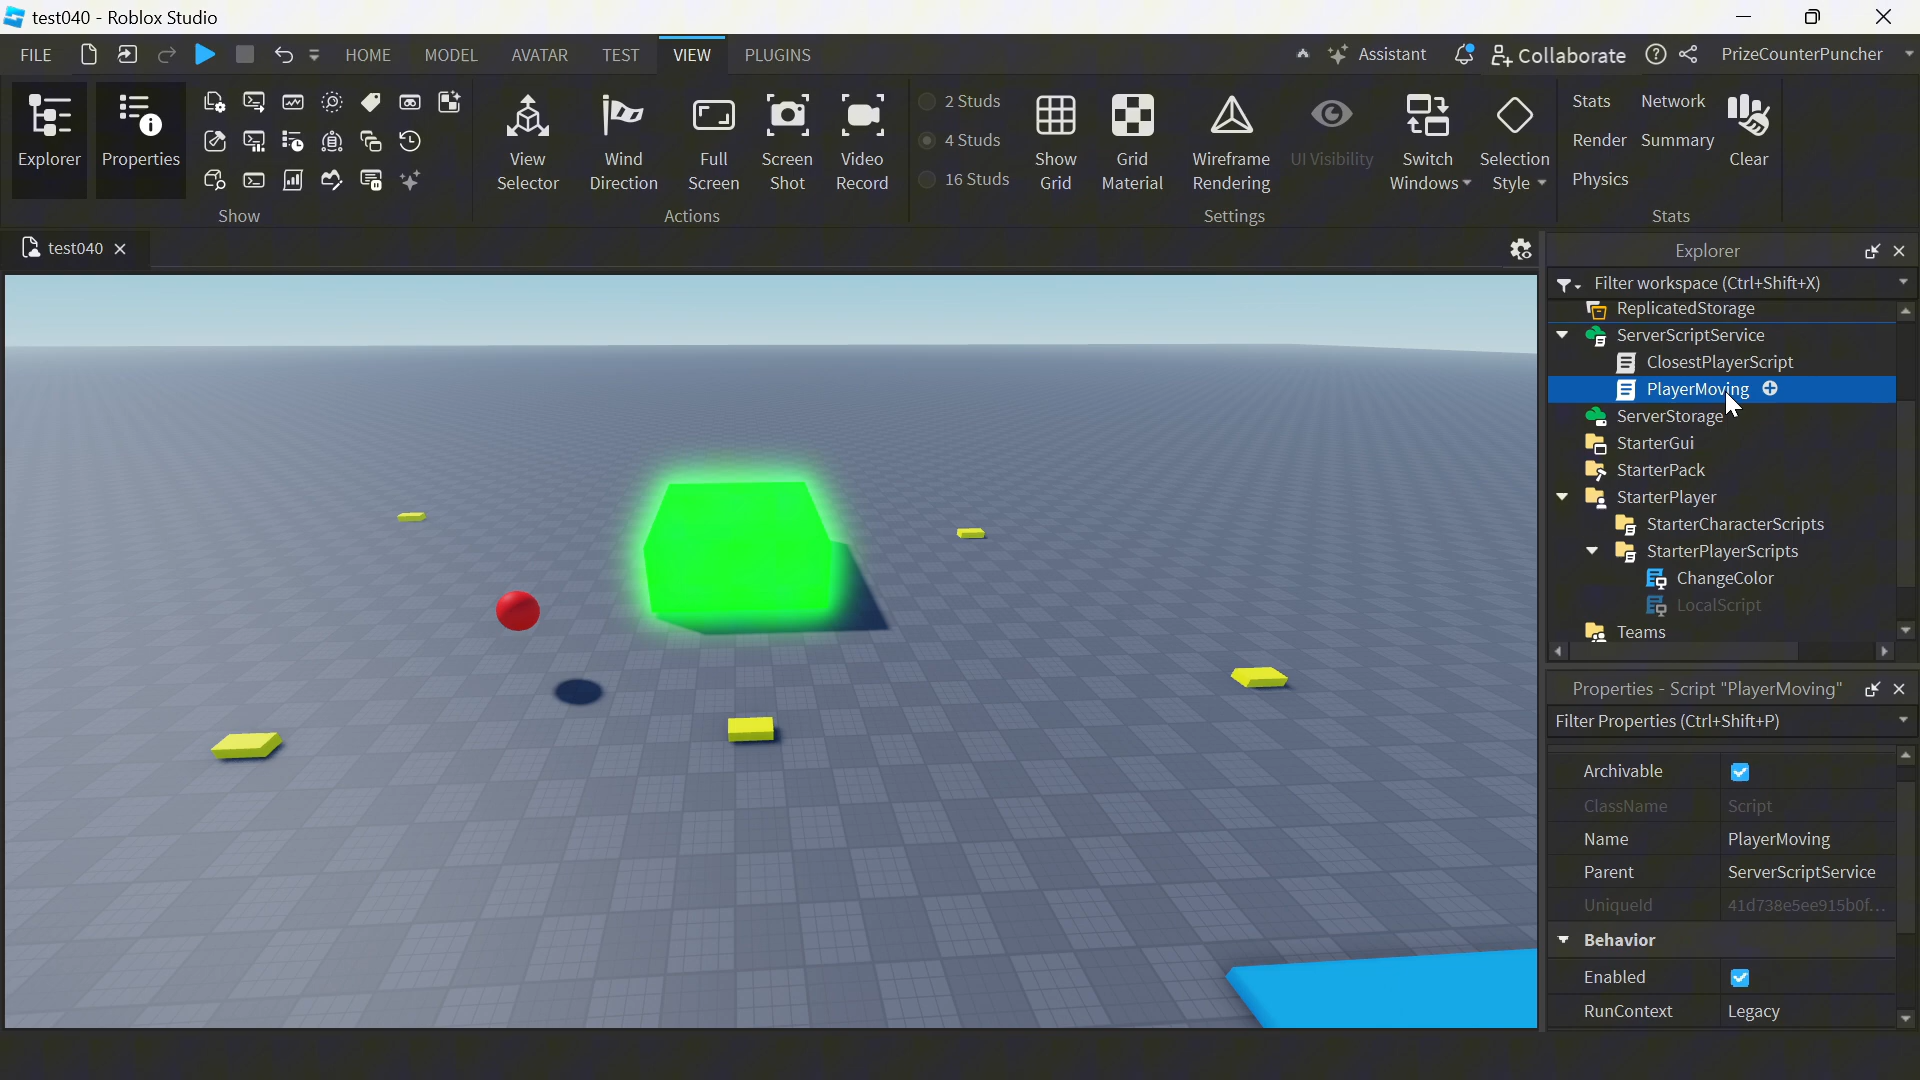 test040 - Roblox Studio
FILE HOME MODEL AVATAR TEST VIEW PLUGINS Assistant Collaborate PrizeCounterPuncher
Explorer
Properties
Show
View
Selector
Wind
Direction
Full
Screen
Screen
Shot
Video
Record
Actions
2 Studs
4 Studs
16 Studs
Show
Grid
Grid
Material
Wireframe
Rendering
UI Visibility
Switch
Windows
Selection
Style
Settings
Stats Network
Render Summary
Physics
Clear
Stats
test040
Explorer
Filter workspace (Ctrl+Shift+X)
ReplicatedStorage
ServerScriptService
ClosestPlayerScript
PlayerMoving
ServerStorage
StarterGui
StarterPack
StarterPlayer
StarterCharacterScripts
StarterPlayerScripts
ChangeColor
LocalScript
Teams
Properties - Script "PlayerMoving"
Filter Properties (Ctrl+Shift+P)
Archivable
ClassName Script
Name PlayerMoving
Parent ServerScriptService
UniqueId 41d738e5ee915b0f...
Behavior
Enabled
RunContext Legacy